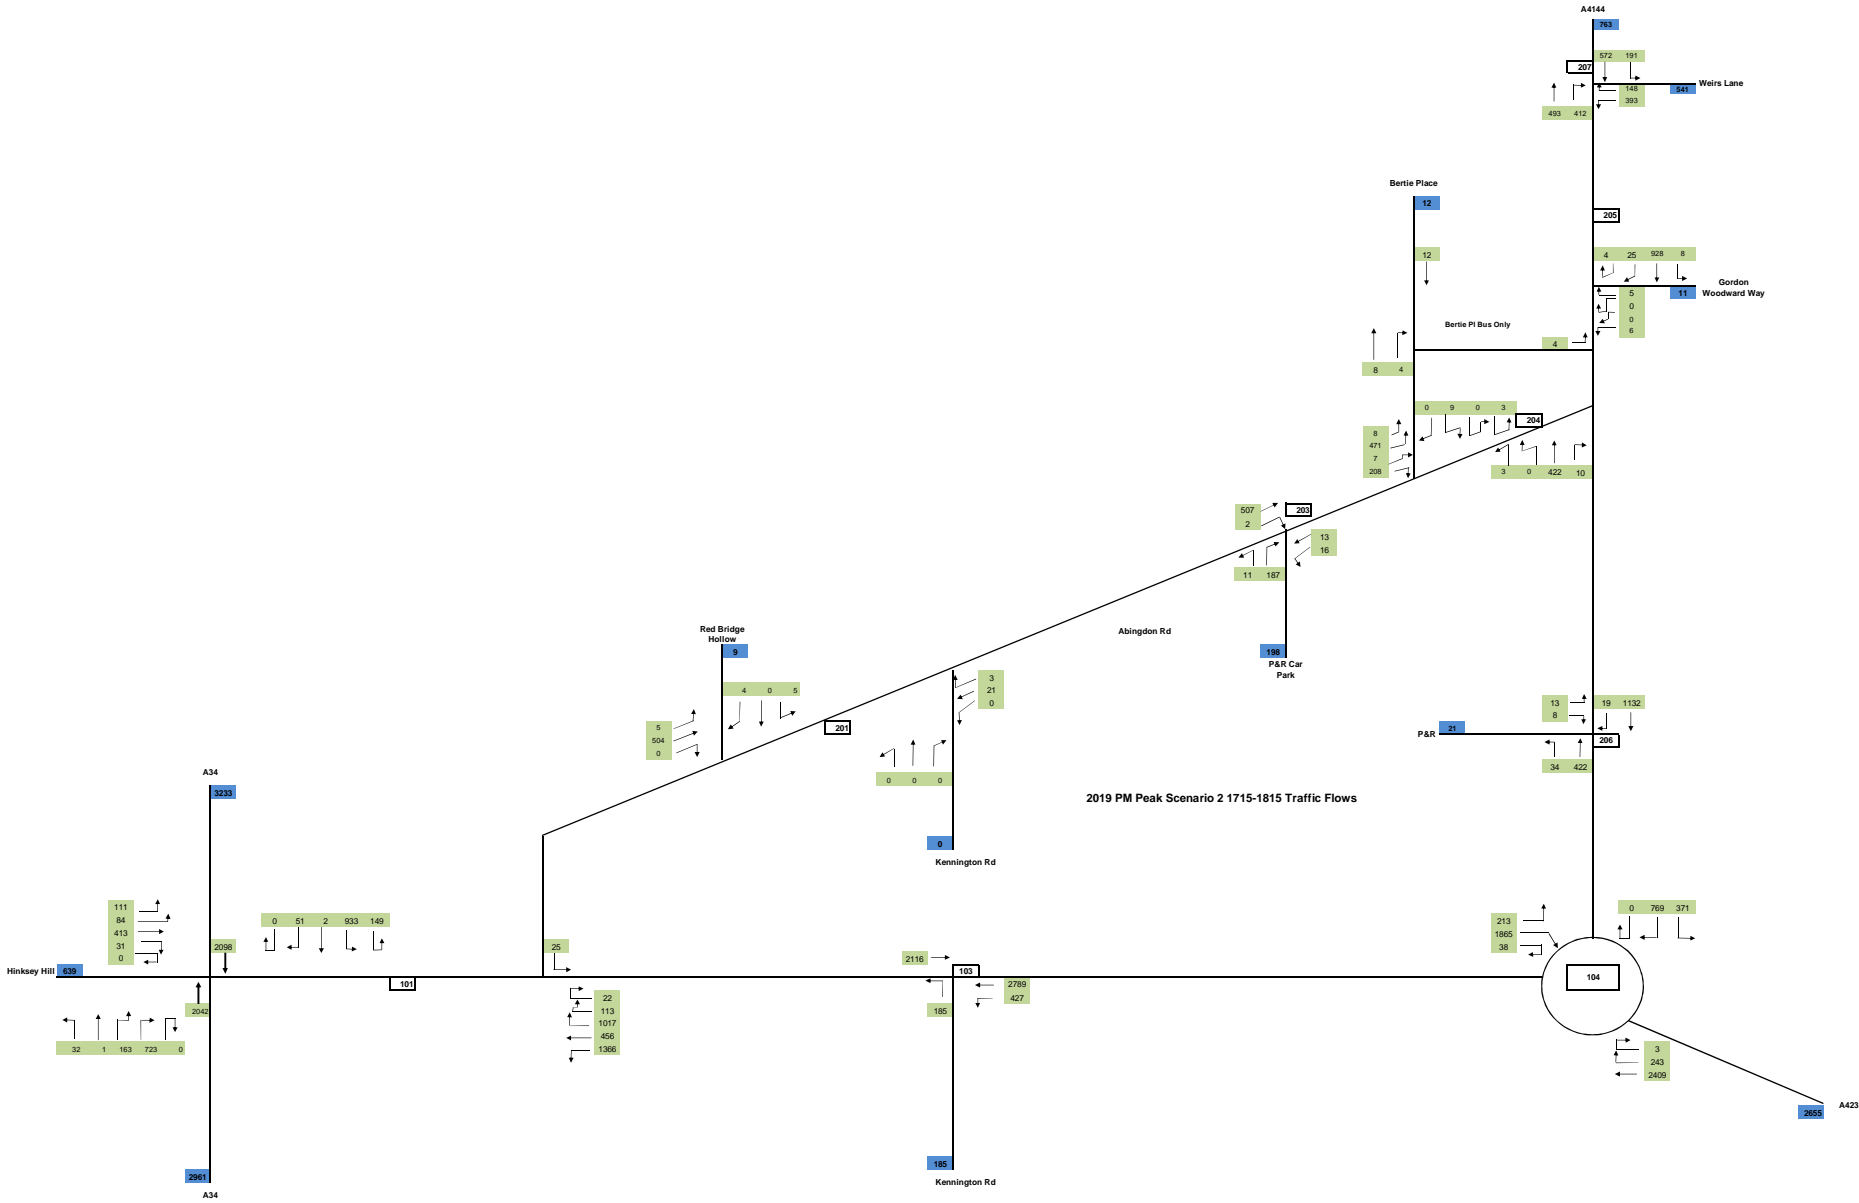 A4144
763
572 191
207
Weirs Lane
541
148
393
493 412
Bertie Place
12
205
12
4 25 928 8
Gordon
Woodward Way
11
5
0
0
6
Bertie Pl Bus Only
4
8 4
0 9 0 3
204
8
471
7
208
3 0 422 10
507
2
203
13
16
11 187
Abingdon Rd
198
P&R Car
Park
Red Bridge
Hollow
9
4 0 5
5
504
0
201
3
21
0
0 0 0
0
Kennington Rd
13
8
19 1132
P&R
21
206
34 422
2019 PM Peak Scenario 2 1715-1815 Traffic Flows
A34
3233
111
84
413
31
0
0 51 2 933 149
2098
Hinksey Hill
639
101
2042
32 1 163 723 0
2961
A34
25
22
113
1017
456
1366
2116
103
2789
427
185
185
Kennington Rd
213
1865
38
0 769 371
104
3
243
2409
2655
A423